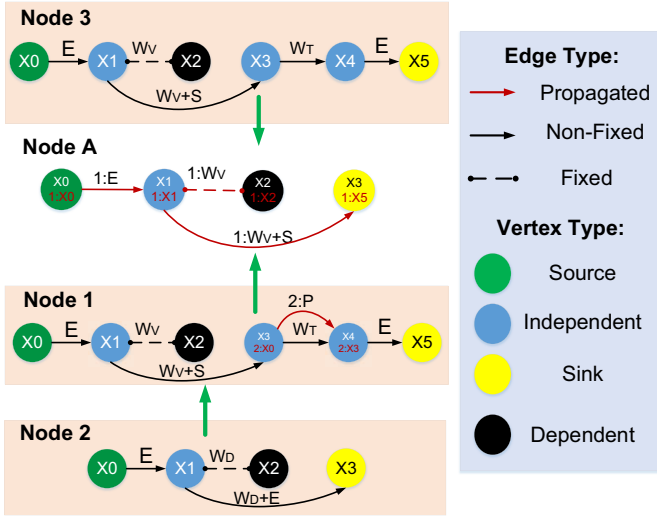 Node 3
X0 E X1 WV X2 X3 WT X4 E X5
WV+S
Node A
X0 1:X0 1:E X1 1:X1 1:WV X2 1:X2 X3 1:X5
1:WV+S
Node 1
2:P
X0 E X1 WV X2 X3 2:X0 WT X4 2:X3 E X5
WV+S
Node 2
X0 E X1 WD X2 X3
WD+E
Edge Type:
Propagated
Non-Fixed
Fixed
Vertex Type:
Source
Independent
Sink
Dependent